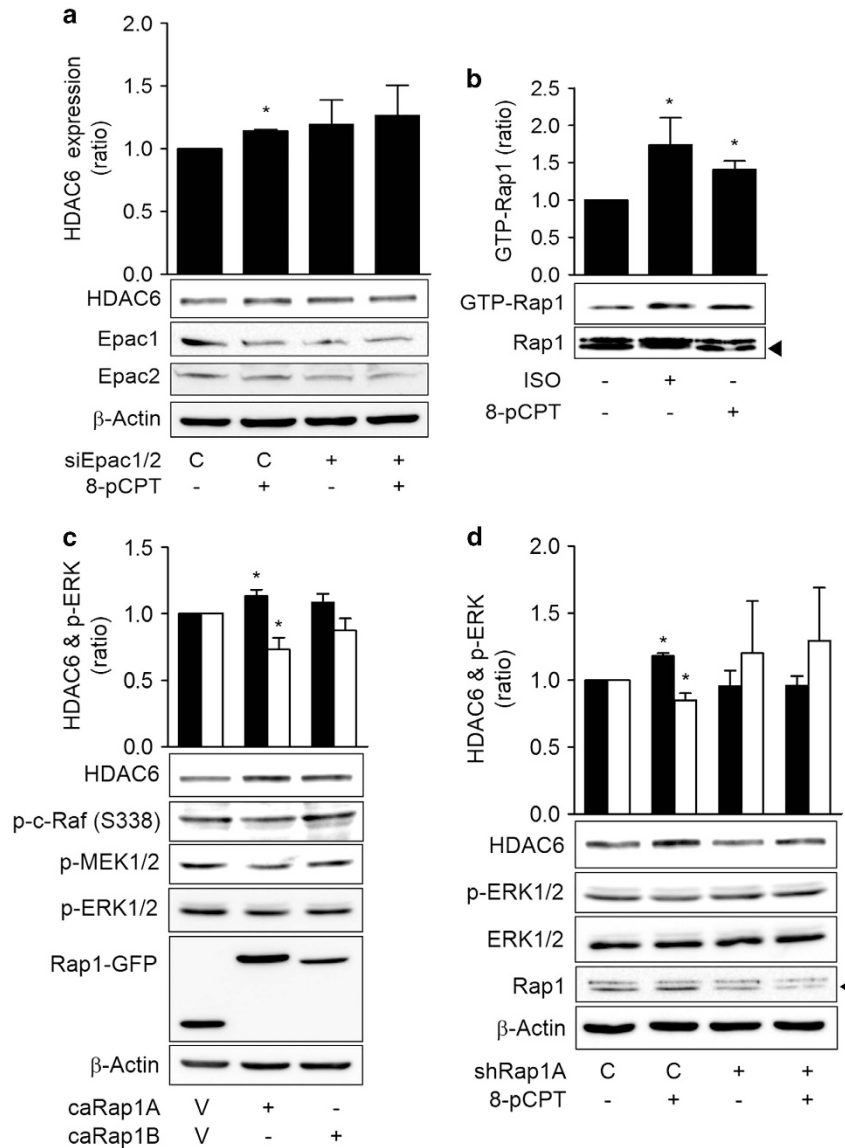 a
HDAC6 expression
(ratio)
2.0
1.5
1.0
0.5
0.0
*
HDAC6
Epac1
Epac2
β-Actin
siEpac1/2 C C + +
8-pCPT - + - +
b
GTP-Rap1 (ratio)
2.5
2.0
1.5
1.0
0.5
0.0
* *
GTP-Rap1
Rap1
ISO - + -
8-pCPT - - +
c
HDAC6 & p-ERK
(ratio)
1.5
1.0
0.5
0.0
* *
HDAC6
p-c-Raf (S338)
p-MEK1/2
p-ERK1/2
Rap1-GFP
β-Actin
caRap1A V + -
caRap1B V - +
d
HDAC6 & p-ERK
(ratio)
2.0
1.5
1.0
0.5
0.0
* *
HDAC6
p-ERK1/2
ERK1/2
Rap1
β-Actin
shRap1A C C + +
8-pCPT - + - +